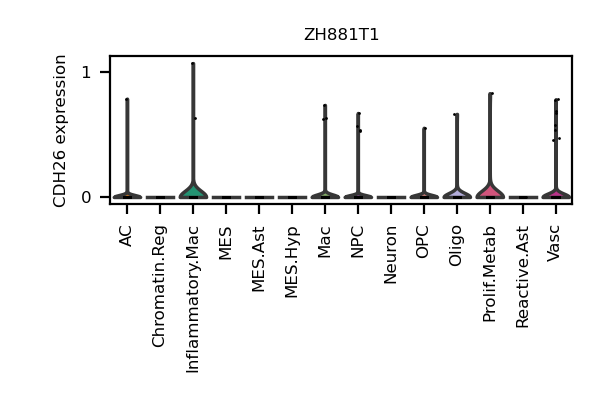 ZH881T1
CDH26 expression
1
0
AC
Chromatin.Reg
Inflammatory.Mac
MES
MES.Ast
MES.Hyp
Mac
NPC
Neuron
OPC
Oligo
Prolif.Metab
Reactive.Ast
Vasc